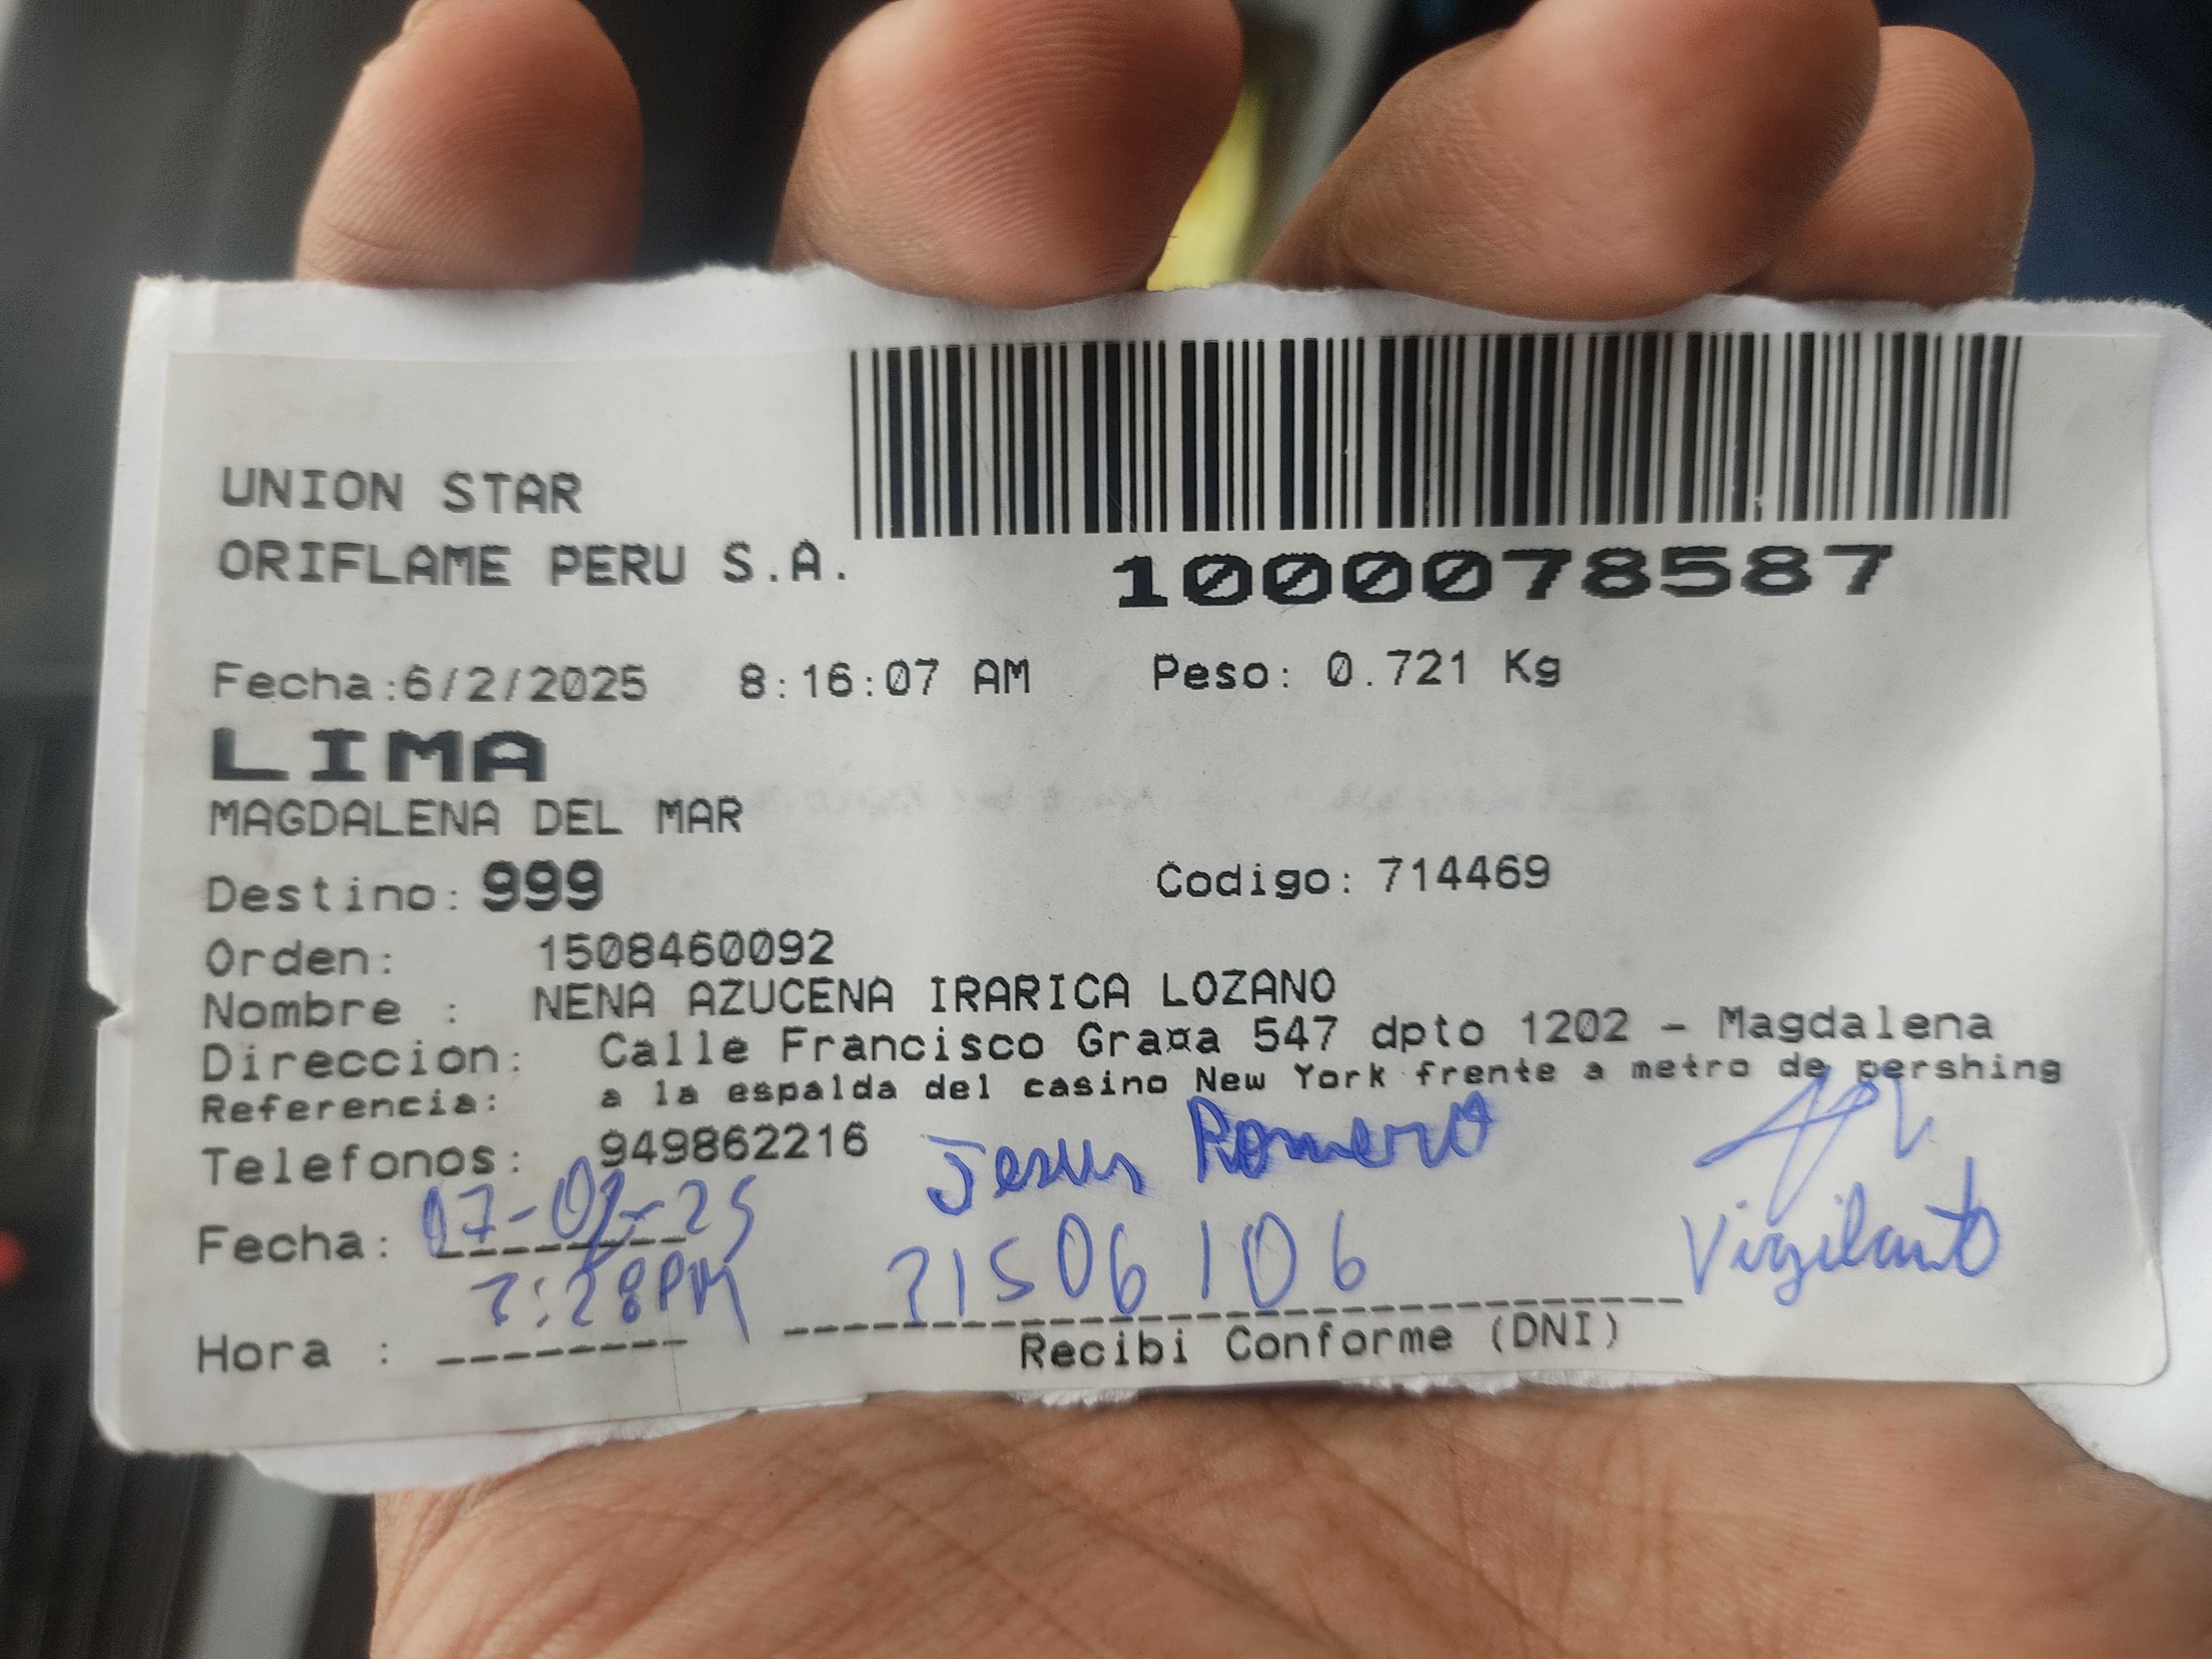 UNION STAR
ORIFLAME PERU S.A.
1000078587
Fecha:6/2/2025 8:16:07 AM Peso: 0.721 Kg
LIMA
MAGDALENA DEL MAR
Destino: 999 Codigo: 714469
Orden: 1508460092
Nombre : NENA AZUCENA IRARICA LOZANO
Direccion: Calle Francisco Graña 547 dpto 1202 - Magdalena
Referencia: a la espalda del casino New York frente a metro de pershing
Telefonos: 949862216 Jesus Romero
Fecha: 07-02-25 21506106 Vigilante
Hora : 2:28PM
Recibi Conforme (DNI)